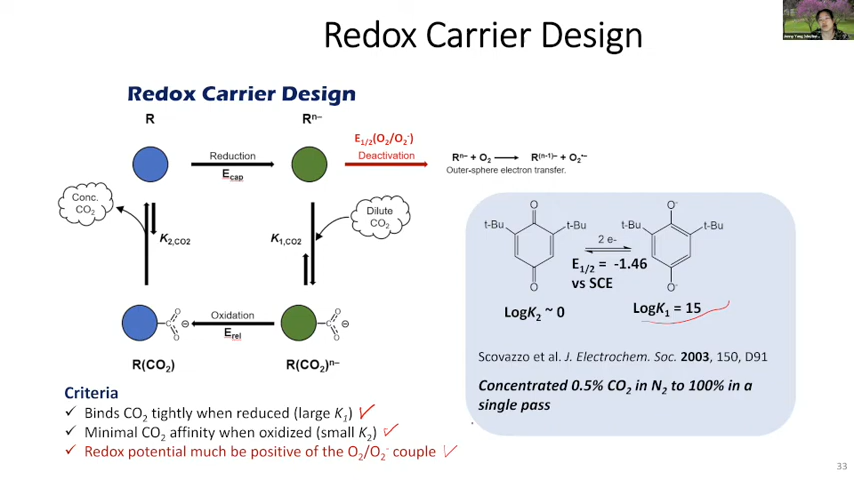 Redox Carrier Design
Redox Carrier Design
R
Rn–
E1/2(O2/O2-)
Reduction
Ecap
Deactivation
Rn– + O2 ⟶ R(n-1)– + O2•–
Outer-sphere electron transfer.
Conc.
CO2
Dilute
CO2
K2,CO2
K1,CO2
O
O-
t-Bu
t-Bu
t-Bu
t-Bu
2 e-
E1/2 = -1.46
vs SCE
O
O-
LogK2 ~ 0
LogK1 = 15
Oxidation
Erel
C
O
O
⊖
C
O
O
⊖
R(CO2)
R(CO2)n–
Scovazzo et al. J. Electrochem. Soc. 2003, 150, D91
Concentrated 0.5% CO2 in N2 to 100% in a
single pass
Criteria
✓ Binds CO2 tightly when reduced (large K1) ✓
✓ Minimal CO2 affinity when oxidized (small K2) ✓
✓ Redox potential much be positive of the O2/O2- couple ✓
33